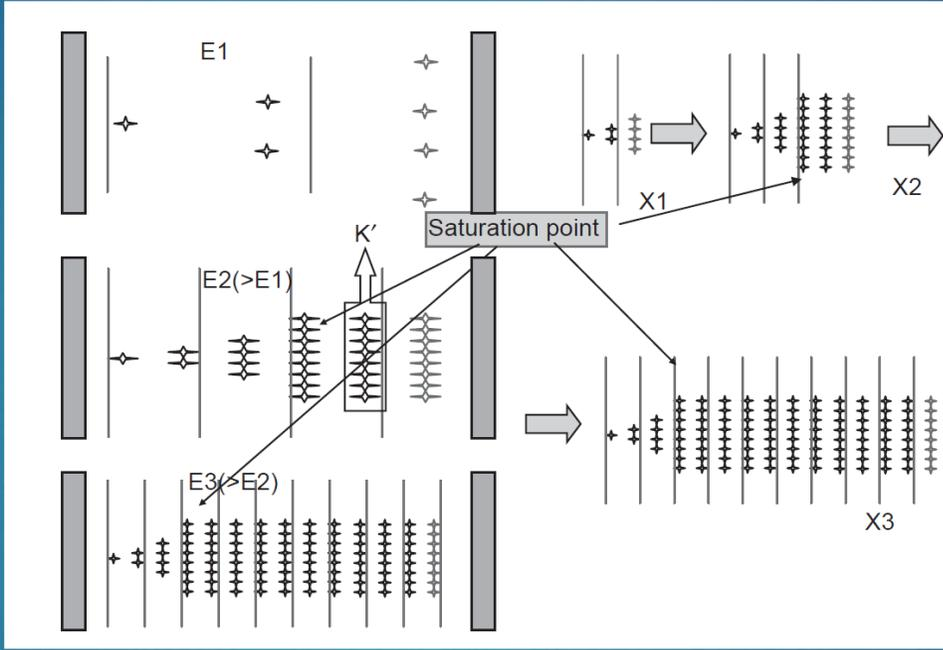 E1
X1
X2
Saturation point
K′
E2(>E1)
E3(>E2)
X3